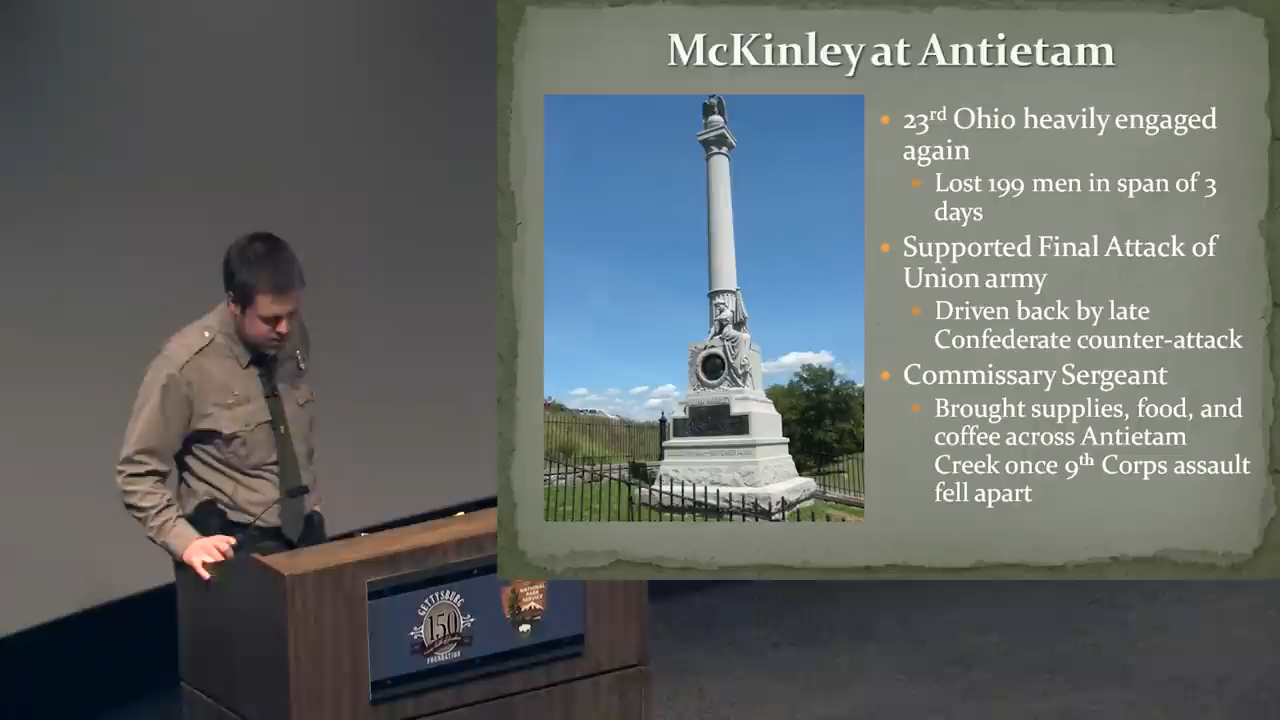 McKinley at Antietam
23rd Ohio heavily engaged
again
Lost 199 men in span of 3
days
Supported Final Attack of
Union army
Driven back by late
Confederate counter-attack
Commissary Sergeant
Brought supplies, food, and
coffee across Antietam
Creek once 9th Corps assault
fell apart
GETTYSBURG
150
FOUNDATION
NATIONAL
PARK
SERVICE